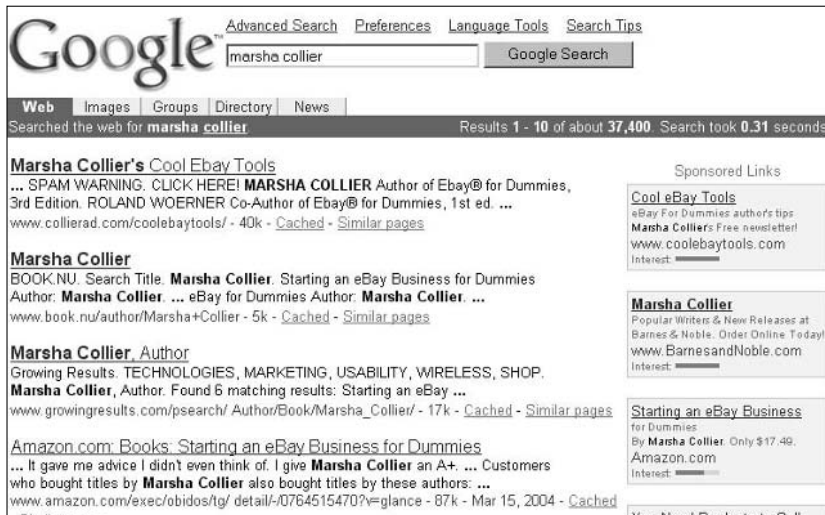 Google™
Advanced Search Preferences Language Tools Search Tips
marsha collier Google Search
Web Images Groups Directory News
Searched the web for marsha collier. Results 1 - 10 of about 37,400. Search took 0.31 seconds
Marsha Collier's Cool Ebay Tools
... SPAM WARNING. CLICK HERE! MARSHA COLLIER Author of Ebay® for Dummies,
3rd Edition. ROLAND WOERNER Co-Author of Ebay® for Dummies, 1st ed. ...
www.collierad.com/coolebaytools/ - 40k - Cached - Similar pages
Marsha Collier
BOOK.NU. Search Title. Marsha Collier. Starting an eBay Business for Dummies
Author: Marsha Collier. ... eBay for Dummies Author: Marsha Collier. ...
www.book.nu/author/Marsha+Collier - 5k - Cached - Similar pages
Marsha Collier, Author
Growing Results. TECHNOLOGIES, MARKETING, USABILITY, WIRELESS, SHOP.
Marsha Collier, Author. Found 6 matching results: Starting an eBay ...
www.growingresults.com/psearch/ Author/Book/Marsha_Collier/ - 17k - Cached - Similar pages
Amazon.com: Books: Starting an eBay Business for Dummies
... It gave me advice I didn't even think of. I give Marsha Collier an A+. ... Customers
who bought titles by Marsha Collier also bought titles by these authors: ...
www.amazon.com/exec/obidos/tg/ detail/-/0764515470?v=glance - 87k - Mar 15, 2004 - Cached
Sponsored Links
Cool eBay Tools
eBay For Dummies author's tips
Marsha Collier's Free newsletter!
www.coolebaytools.com
Interest:
Marsha Collier
Popular Writers & New Releases at
Barnes & Noble. Order Online Today!
www.BarnesandNoble.com
Interest:
Starting an eBay Business
for Dummies
By Marsha Collier. Only $17.49.
Amazon.com
Interest: